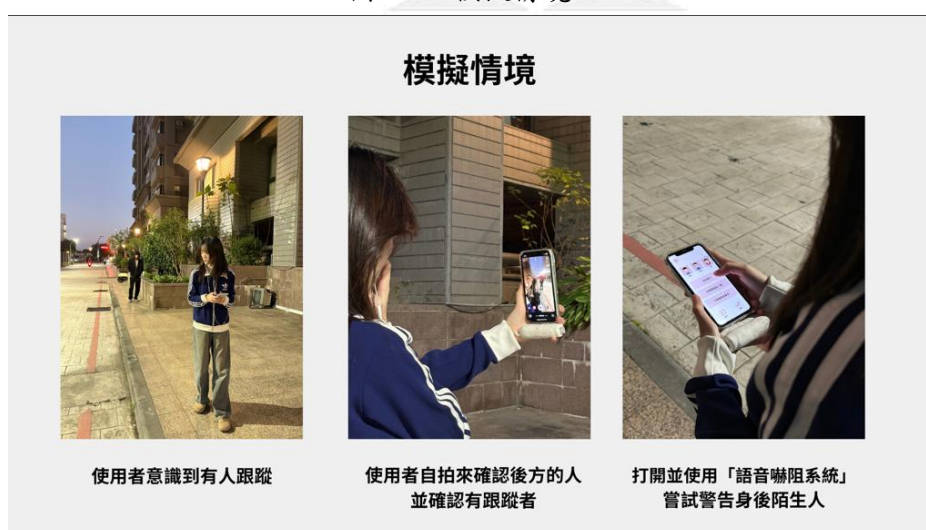 模擬情境
使用者意識到有人跟蹤
使用者自拍來確認後方的人
並確認有跟蹤者
打開並使用「語音嚇阻系統」
嘗試警告身後陌生人